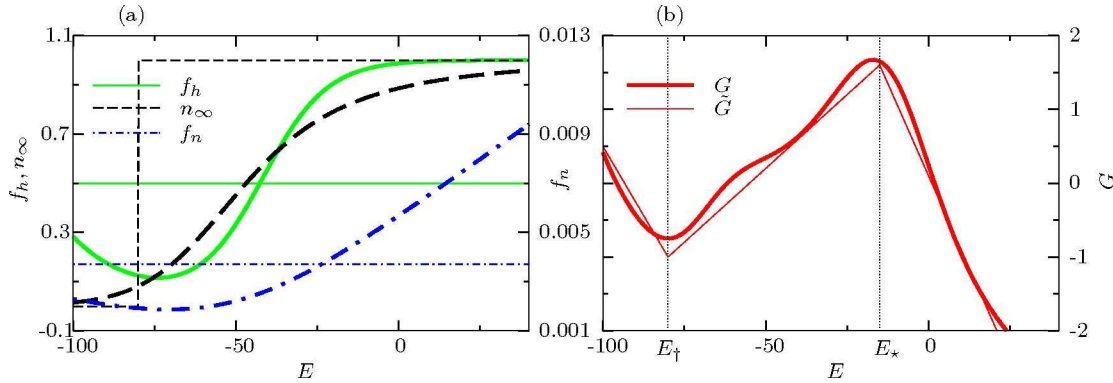 (a)
1.1
0.7
0.3
-0.1
f_h, n_∞
f_h
n_∞
f_n
-100
-50
0
E
0.013
0.009
0.005
0.001
f_n
(b)
G
G̃
-100
E_†
-50
E_⋆
0
E
2
1
0
-1
-2
G